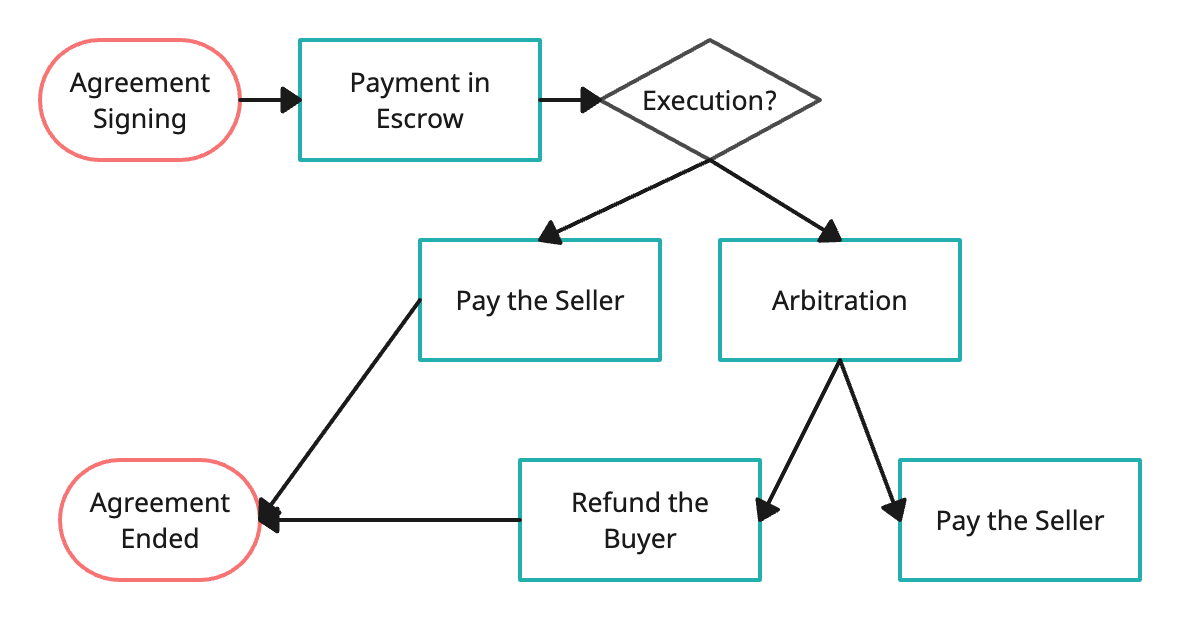 Agreement
Signing
Payment in
Escrow
Execution?
Pay the Seller
Arbitration
Agreement
Ended
Refund the
Buyer
Pay the Seller